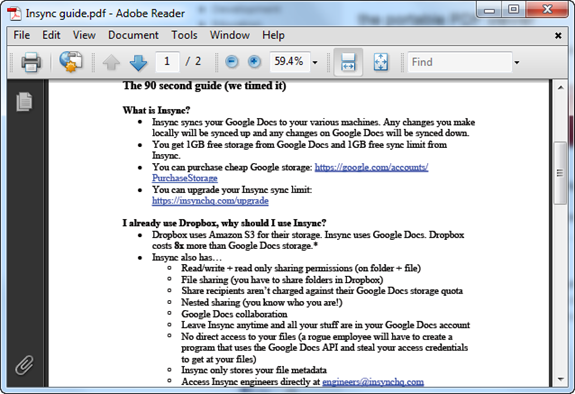 Insync guide.pdf - Adobe Reader
File Edit View Document Tools Window Help
1 / 2 59.4% Find
The 90 second guide (we timed it)
What is Insync?
• Insync syncs your Google Docs to your various machines. Any changes you make
locally will be synced up and any changes on Google Docs will be synced down.
• You get 1GB free storage from Google Docs and 1GB free sync limit from
Insync.
• You can purchase cheap Google storage: https://google.com/accounts/
PurchaseStorage
• You can upgrade your Insync sync limit:
https://insynchq.com/upgrade
I already use Dropbox, why should I use Insync?
• Dropbox uses Amazon S3 for their storage. Insync uses Google Docs. Dropbox
costs 8x more than Google Docs storage.*
• Insync also has…
○ Read/write + read only sharing permissions (on folder + file)
○ File sharing (you have to share folders in Dropbox)
○ Share recipients aren't charged against their Google Docs storage quota
○ Nested sharing (you know who you are!)
○ Google Docs collaboration
○ Leave Insync anytime and all your stuff are in your Google Docs account
○ No direct access to your files (a rogue employee will have to create a
program that uses the Google Docs API and steal your access credentials
to get at your files)
○ Insync only stores your file metadata
○ Access Insync engineers directly at engineers@insynchq.com